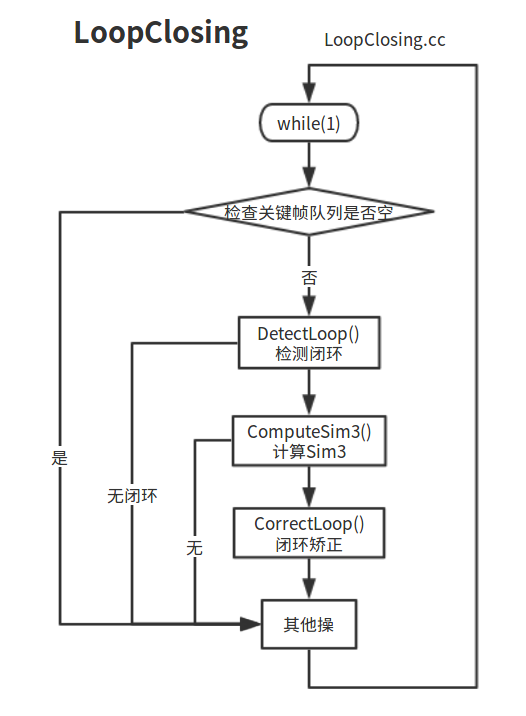 LoopClosing
LoopClosing.cc
while(1)
检查关键帧队列是否空
否
DetectLoop()
检测闭环
ComputeSim3()
计算Sim3
是
无闭环
CorrectLoop()
闭环矫正
无
其他操